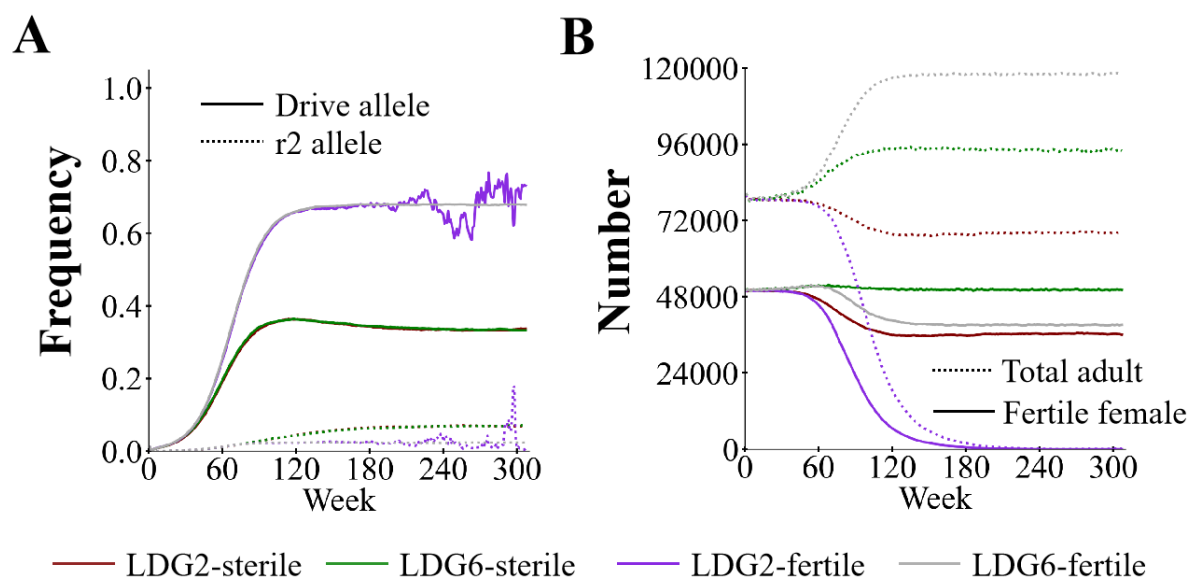 A
Frequency
1.0
0.8
0.6
0.4
0.2
0.0
Drive allele
r2 allele
0 60 120 180 240 300
Week
B
Number
120000
96000
72000
48000
24000
0
Total adult
Fertile female
0 60 120 180 240 300
Week
LDG2-sterile LDG6-sterile LDG2-fertile LDG6-fertile